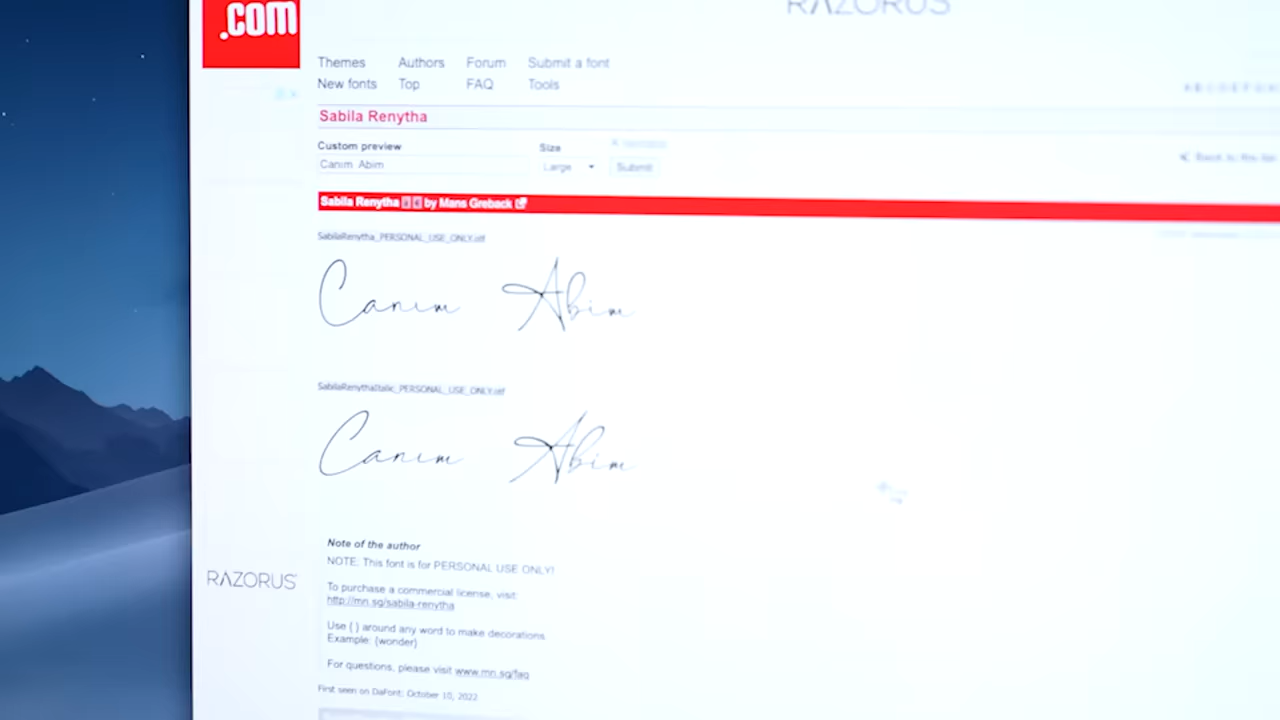 .com
RAZORUS
Themes Authors Forum Submit a font
New fonts Top FAQ Tools
Sabila Renytha
Custom preview Size
Canım Abim Large Submit
Sabila Renytha by Måns Grebäck
SabilaRenytha_PERSONAL_USE_ONLY.otf
Canım Abim
SabilaRenythaItalic_PERSONAL_USE_ONLY.otf
Canım Abim
Note of the author
NOTE: This font is for PERSONAL USE ONLY!
To purchase a commercial license, visit:
http://mn.sg/sabila-renytha
RAZORUS
Use ( ) around any word to make decorations.
Example: (wonder)
For questions, please visit www.mn.sg/faq
First seen on DaFont: October 10, 2022